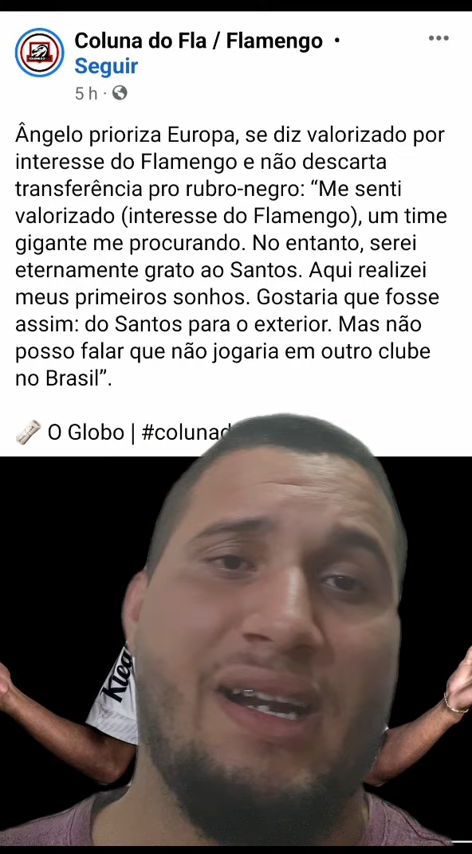 Coluna do Fla / Flamengo ·
Seguir
5 h ·
Ângelo prioriza Europa, se diz valorizado por
interesse do Flamengo e não descarta
transferência pro rubro-negro: “Me senti
valorizado (interesse do Flamengo), um time
gigante me procurando. No entanto, serei
eternamente grato ao Santos. Aqui realizei
meus primeiros sonhos. Gostaria que fosse
assim: do Santos para o exterior. Mas não
posso falar que não jogaria em outro clube
no Brasil”.
O Globo |